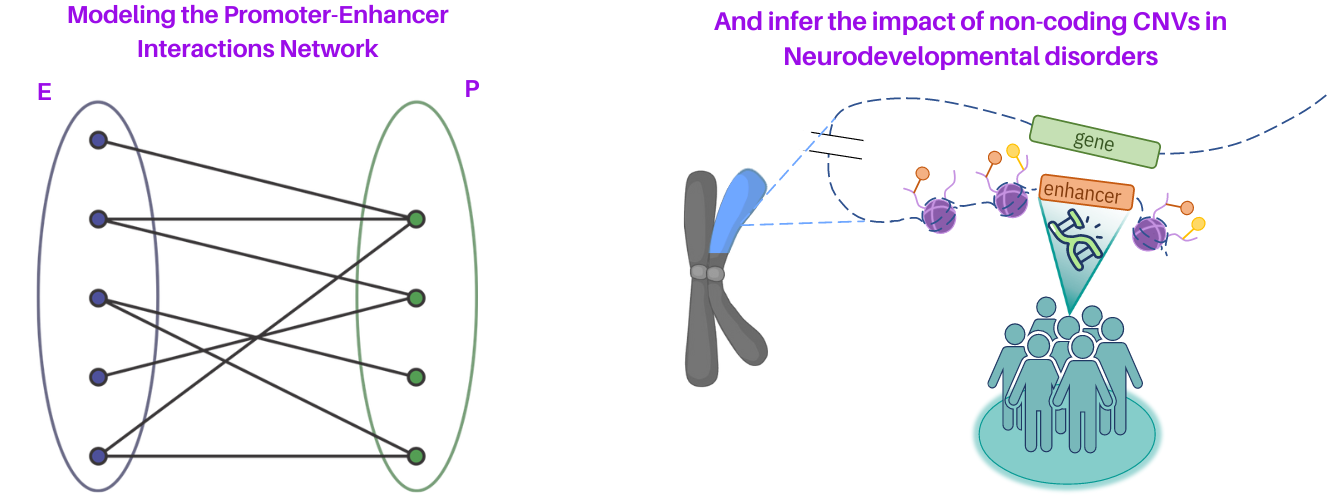 Modeling the Promoter-Enhancer
Interactions Network
E
P
And infer the impact of non-coding CNVs in
Neurodevelopmental disorders
gene
enhancer